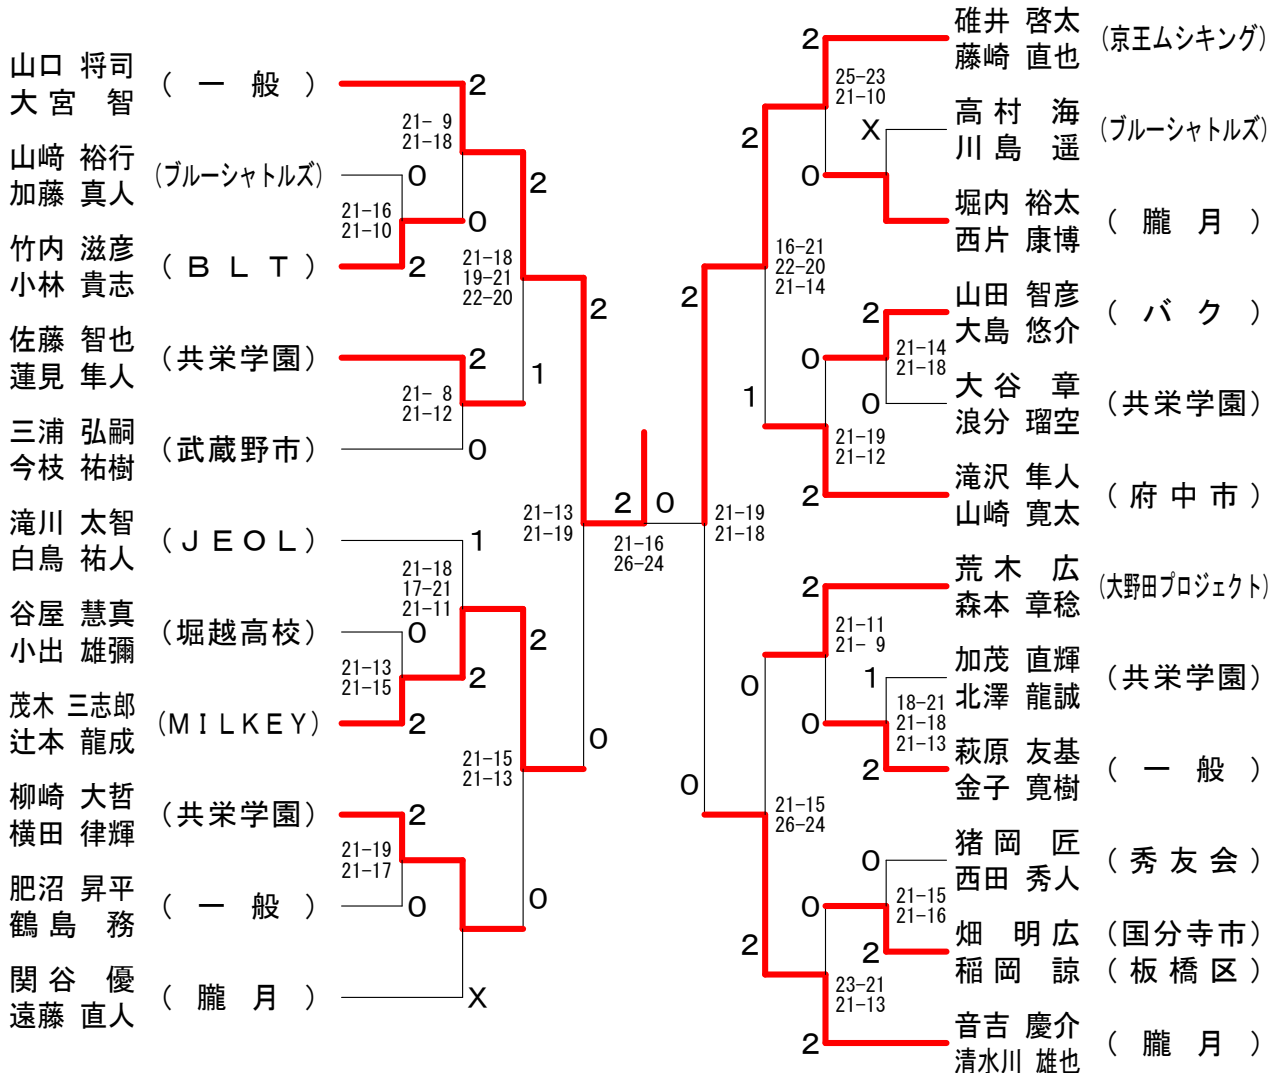 山口 将司
大宮 智
(一般)
2
21- 9
21-18
山﨑 裕行
加藤 真人
(ブルーシャトルズ)
0
2
21-16
21-10
0
竹内 滋彦
小林 貴志
(BLT)
2
21-18
19-21
22-20
2
佐藤 智也
蓮見 隼人
(共栄学園)
2
1
21- 8
21-12
三浦 弘嗣
今枝 祐樹
(武蔵野市)
0
滝川 太智
白鳥 祐人
(JEOL)
1
21-13
21-19
2
0
21-16
26-24
21-18
17-21
21-11
谷屋 慧真
小出 雄彌
(堀越高校)
0
2
21-13
21-15
2
茂木 三志郎
辻本 龍成
(MILKEY)
2
0
21-15
21-13
柳崎 大哲
横田 律輝
(共栄学園)
2
21-19
21-17
肥沼 昇平
鶴島 務
(一般)
0
0
関谷 優
遠藤 直人
(朧月)
X
碓井 啓太
藤崎 直也
(京王ムシキング)
2
25-23
21-10
高村 海
川島 遥
(ブルーシャトルズ)
X
2
0
堀内 裕太
西片 康博
(朧月)
16-21
22-20
21-14
2
山田 智彦
大島 悠介
(バク)
2
21-14
21-18
0
大谷 章
浪分 瑠空
(共栄学園)
0
1
21-19
21-12
滝沢 隼人
山崎 寛太
(府中市)
2
21-19
21-18
荒木 広
森本 章稔
(大野田プロジェクト)
2
21-11
21- 9
加茂 直輝
北澤 龍誠
(共栄学園)
1
0
18-21
21-18
21-13
0
萩原 友基
金子 寛樹
(一般)
2
0
21-15
26-24
猪岡 匠
西田 秀人
(秀友会)
0
21-15
21-16
0
畑 明広
稲岡 諒
(国分寺市)
(板橋区)
2
2
23-21
21-13
音吉 慶介
清水川 雄也
(朧月)
2